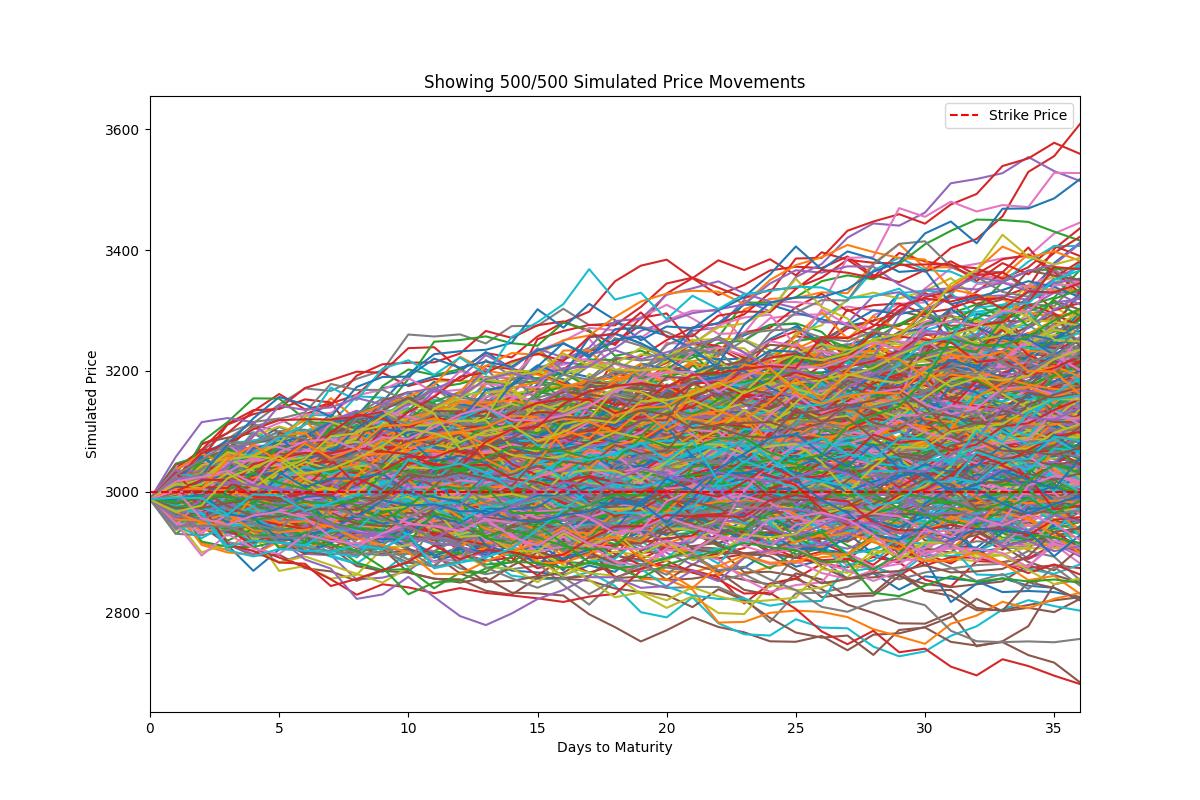 Showing 500/500 Simulated Price Movements
Strike Price
Simulated Price
3600
3400
3200
3000
2800
0 5 10 15 20 25 30 35
Days to Maturity